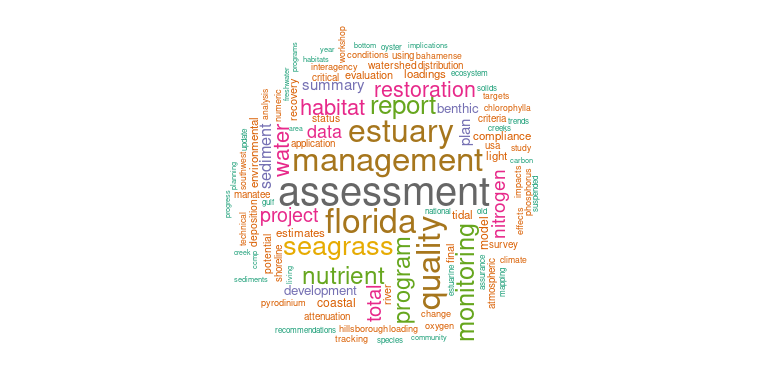 workshop
year
bottom
oyster
implications
habitats
conditions
using
bahamense
programs
interagency
watershed
distribution
critical
evaluation
loadings
ecosystem
freshwater
recovery
summary
restoration
solids
analysis
numeric
habitat
report
benthic
targets
chlorophylla
status
criteria
trends
area
data
estuary
plan
creeks
compliance
update
environmental
sediment
water
application
usa
study
southwest
management
light
carbon
planning
manatee
assessment
nitrogen
impacts
phosphorus
suspended
progress
gulf
project
florida
national
tidal
old
technical
deposition
estimates
quality
effects
creek
ccmp
potential
shoreline
seagrass
program
final
monitoring
model
survey
sediments
living
nutrient
estuarine
assurance
atmospheric
climate
mapping
development
total
river
pyrodinium
coastal
attenuation
change
recommendations
hillsborough
loading
oxygen
tracking
species
community